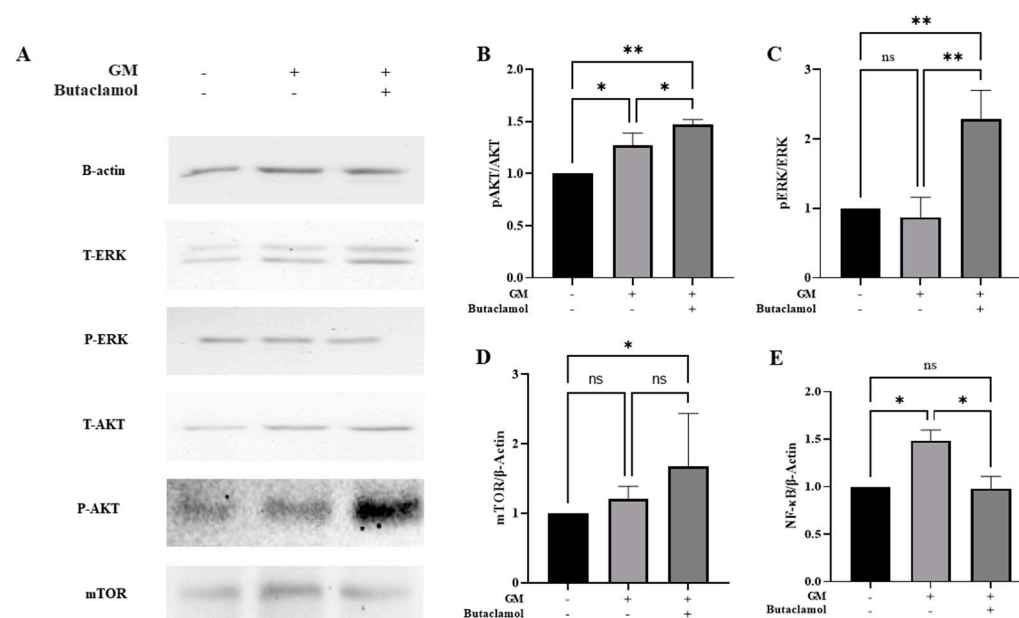 A
GM - + +
Butaclamol - - +
B-actin
T-ERK
P-ERK
T-AKT
P-AKT
mTOR
B
**
* *
pAKT/AKT
2.0
1.5
1.0
0.5
0.0
GM - + +
Butaclamol - - +
C
**
ns **
pERK/ERK
3
2
1
0
GM - + +
Butaclamol - - +
D
*
ns ns
mTOR/β-Actin
3
2
1
0
GM - + +
Butaclamol - - +
E
ns
* *
NF-κB/β-Actin
2.0
1.5
1.0
0.5
0.0
GM - + +
Butaclamol - - +